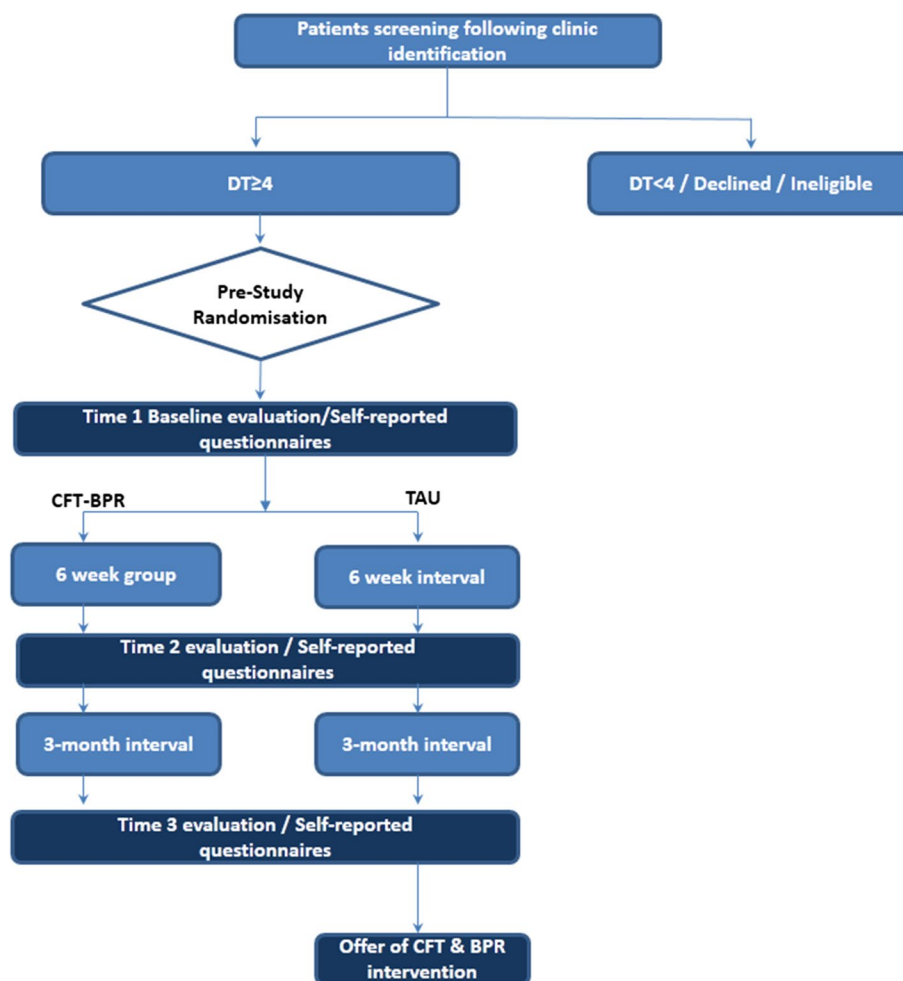 Patients screening following clinic
identification
DT≥4
DT<4 / Declined / Ineligible
Pre-Study
Randomisation
Time 1 Baseline evaluation/Self-reported
questionnaires
CFT-BPR
TAU
6 week group
6 week interval
Time 2 evaluation / Self-reported
questionnaires
3-month interval
3-month interval
Time 3 evaluation / Self-reported
questionnaires
Offer of CFT & BPR
intervention